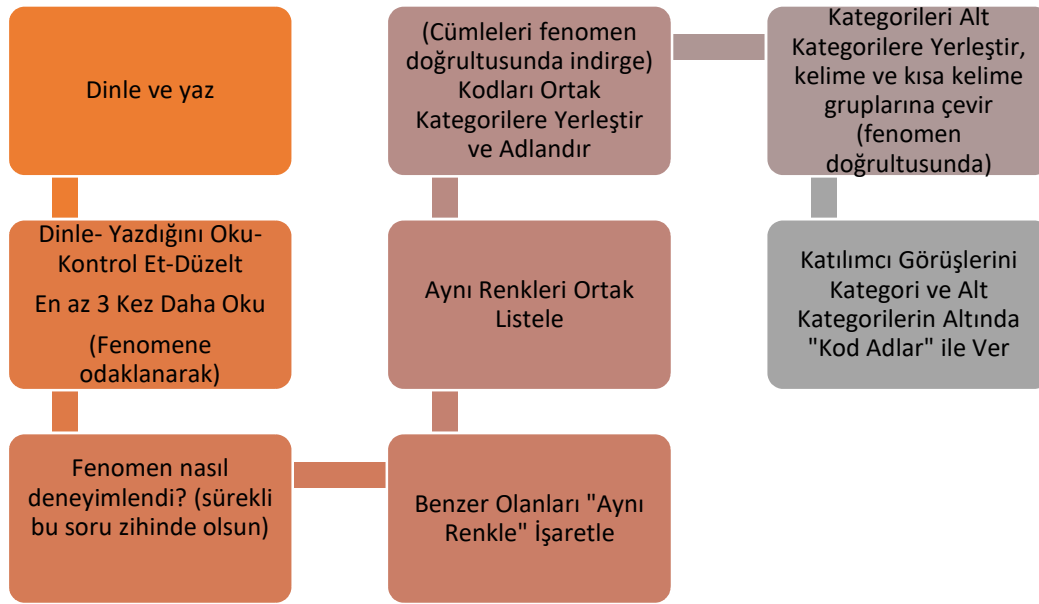 Dinle ve yaz
Dinle- Yazdığını Oku-
Kontrol Et-Düzelt
En az 3 Kez Daha Oku
(Fenomene
odaklanarak)
Fenomen nasıl
deneyimlendi? (sürekli
bu soru zihinde olsun)
Benzer Olanları "Aynı
Renkle" İşaretle
Aynı Renkleri Ortak
Listele
(Cümleleri fenomen
doğrultusunda indirge)
Kodları Ortak
Kategorilere Yerleştir
ve Adlandır
Kategorileri Alt
Kategorilere Yerleştir,
kelime ve kısa kelime
gruplarına çevir
(fenomen
doğrultusunda)
Katılımcı Görüşlerini
Kategori ve Alt
Kategorilerin Altında
"Kod Adlar" ile Ver